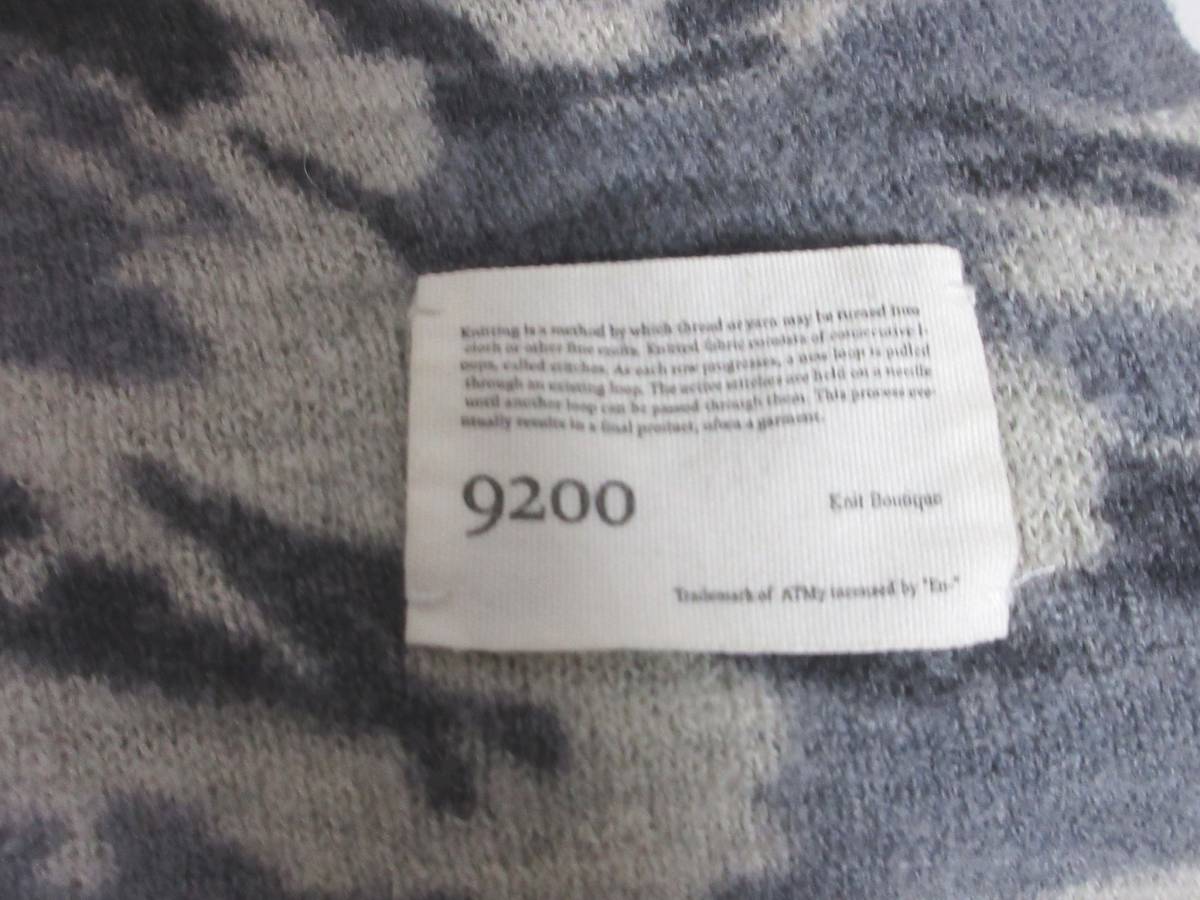 Knitting is a method by which thread or yarn may be turned into
cloth or other fine crafts. Knitted fabric consists of consecutive l-
oops, called stitches. As each row progresses, a new loop is pulled
through an existing loop. The active stitches are held on a needle
until another loop can be passed through them. This process eve-
ntually results in a final product, often a garment.
9200
Knit Boutique
Trademark of ATMy incensed by "En-"